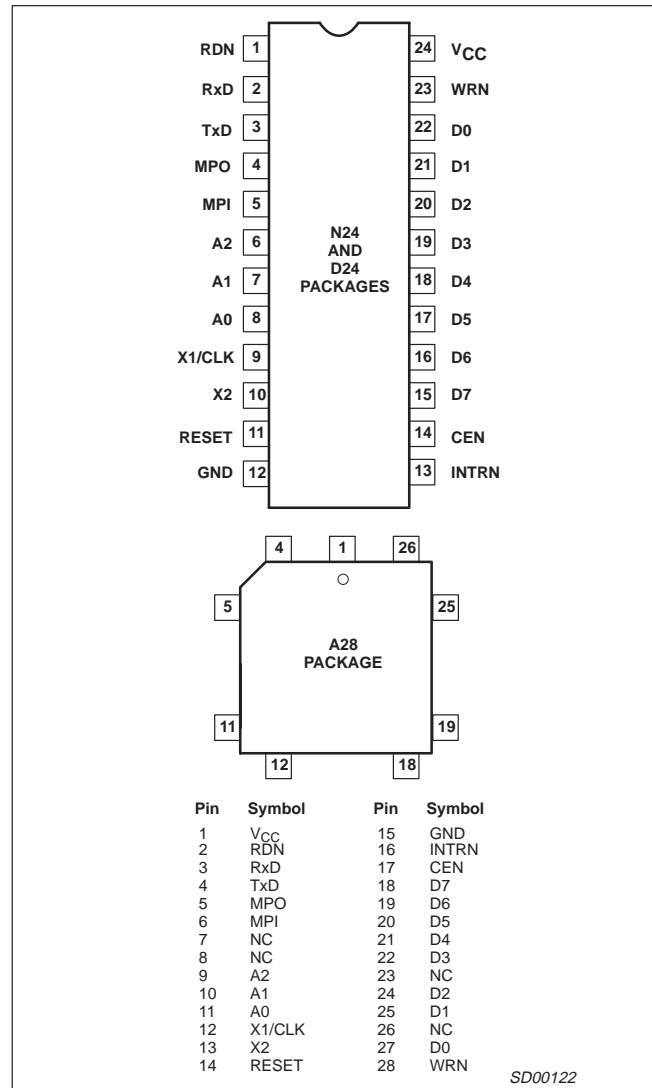 RDN 1 24 VCC
RxD 2 23 WRN
TxD 3 22 D0
MPO 4 21 D1
MPI 5 20 D2
A2 6 19 D3
A1 7 18 D4
A0 8 17 D5
X1/CLK 9 16 D6
X2 10 15 D7
RESET 11 14 CEN
GND 12 13 INTRN
N24
AND
D24
PACKAGES
4 1 26
5 25
A28
PACKAGE
11 19
12 18
Pin Symbol Pin Symbol
1 VCC 15 GND
2 RDN 16 INTRN
3 RxD 17 CEN
4 TxD 18 D7
5 MPO 19 D6
6 MPI 20 D5
7 NC 21 D4
8 NC 22 D3
9 A2 23 NC
10 A1 24 D2
11 A0 25 D1
12 X1/CLK 26 NC
13 X2 27 D0
14 RESET 28 WRN
SD00122